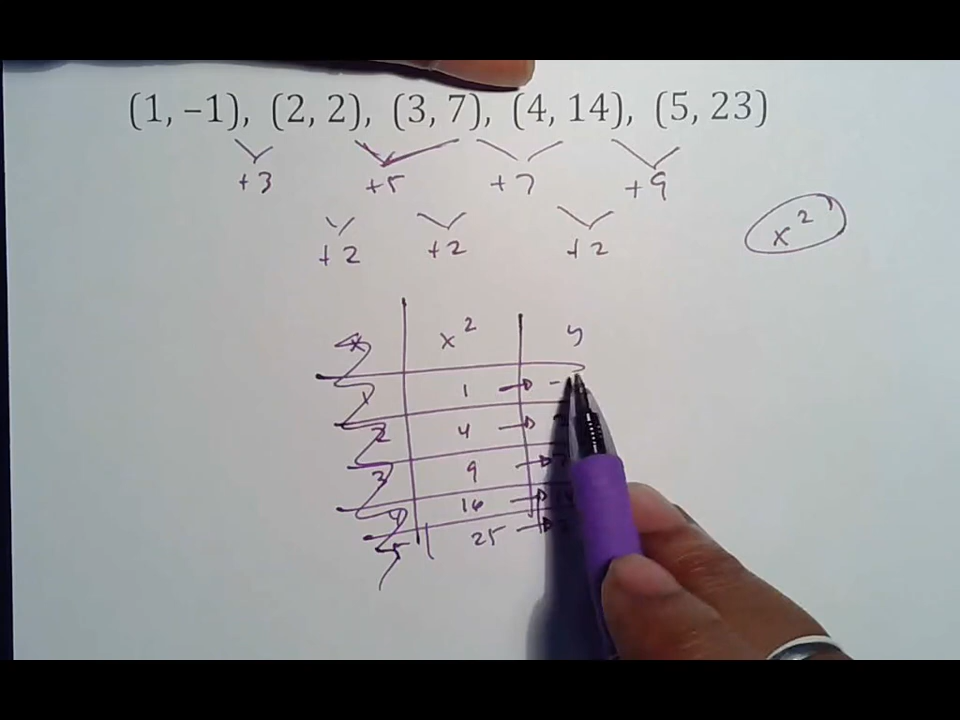 (1, –1), (2, 2), (3, 7), (4, 14), (5, 23)
+3 +5 +7 +9
+2 +2 +2
x²
x x² y
1 1 → -
2 4 →
3 9 →
4 16 →
5 25 →